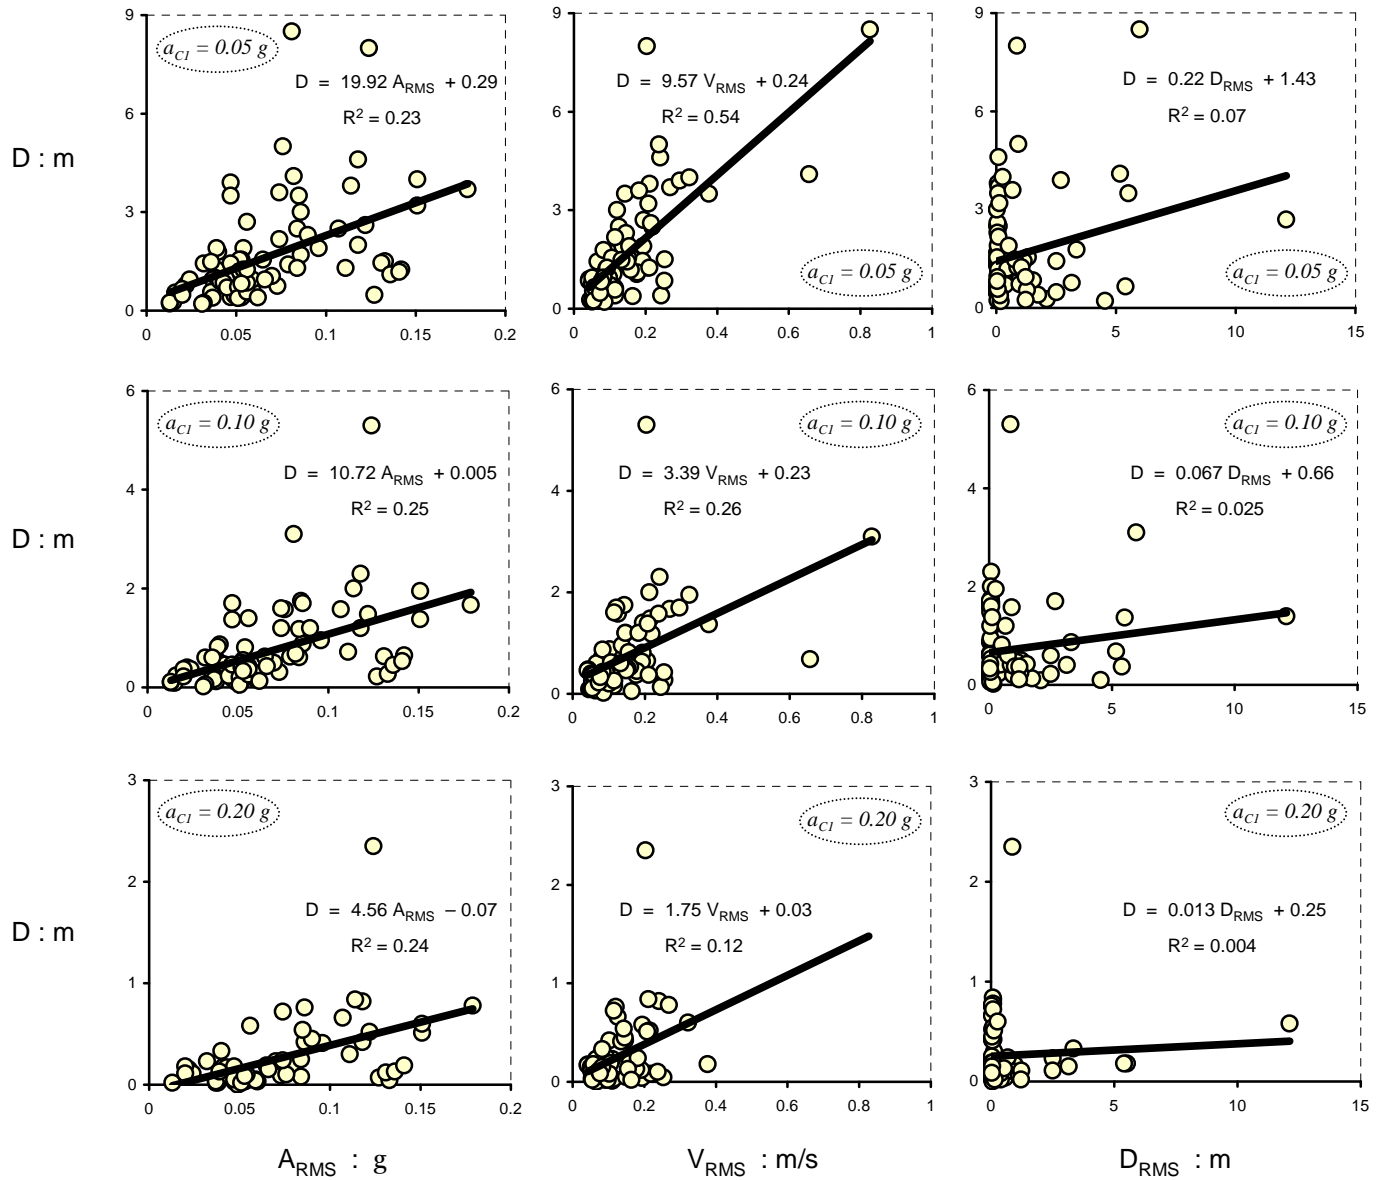 9
6
3
0
0
0.05
0.1
0.15
0.2
a_C1 = 0.05 g
D = 19.92 A_RMS + 0.29
R² = 0.23
D : m
9
6
3
0
0
0.2
0.4
0.6
0.8
1
D = 9.57 V_RMS + 0.24
R² = 0.54
a_C1 = 0.05 g
9
6
3
0
0
5
10
15
D = 0.22 D_RMS + 1.43
R² = 0.07
a_C1 = 0.05 g
6
4
2
0
0
0.05
0.1
0.15
0.2
a_C1 = 0.10 g
D = 10.72 A_RMS + 0.005
R² = 0.25
D : m
6
4
2
0
0
0.2
0.4
0.6
0.8
1
a_C1 = 0.10 g
D = 3.39 V_RMS + 0.23
R² = 0.26
6
4
2
0
0
5
10
15
a_C1 = 0.10 g
D = 0.067 D_RMS + 0.66
R² = 0.025
3
2
1
0
0
0.05
0.1
0.15
0.2
a_C1 = 0.20 g
D = 4.56 A_RMS – 0.07
R² = 0.24
D : m
3
2
1
0
0
0.2
0.4
0.6
0.8
1
a_C1 = 0.20 g
D = 1.75 V_RMS + 0.03
R² = 0.12
3
2
1
0
0
5
10
15
a_C1 = 0.20 g
D = 0.013 D_RMS + 0.25
R² = 0.004
A_RMS : g
V_RMS : m/s
D_RMS : m